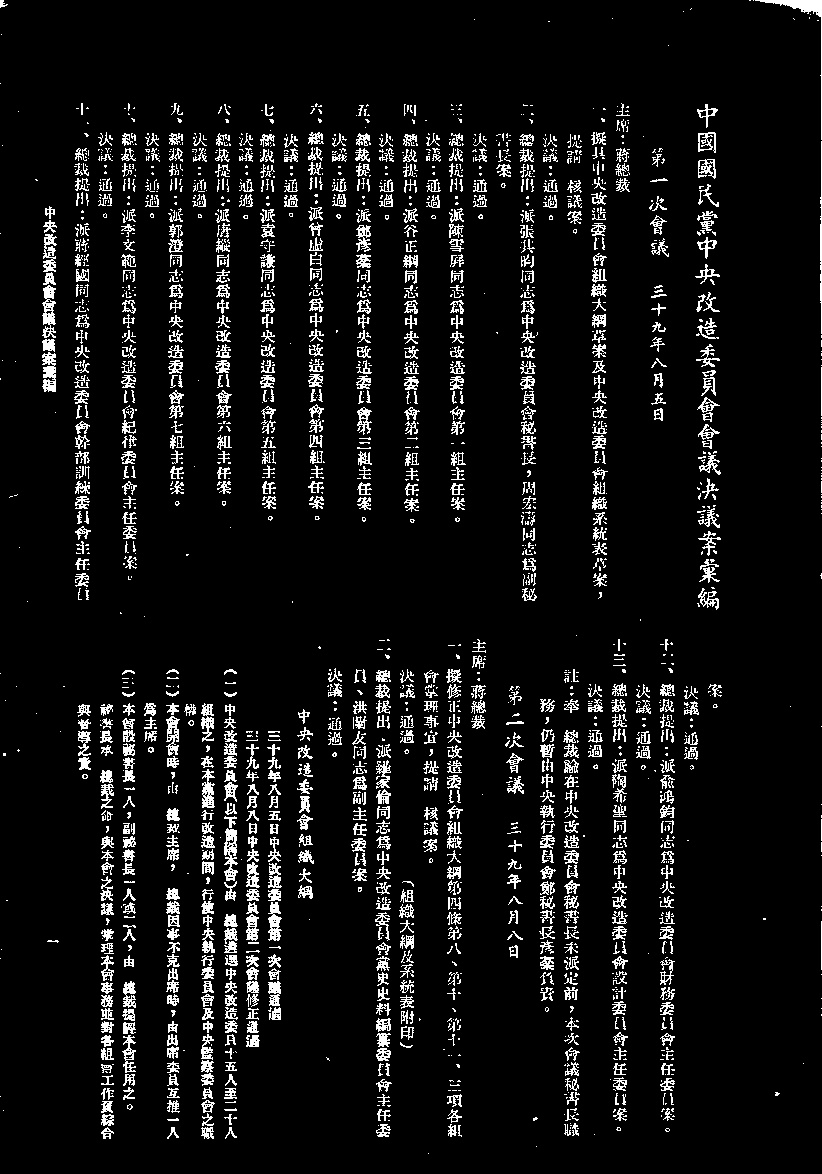 中國國民黨中央改造委員會會議決議案彙編
第一次會議　三十九年八月五日
主席：蔣總裁
一、擬具中央改造委員會組織大綱草案及中央改造委員會組織系統表草案，
提請　核議案。
決議：通過。
二、總裁提出：派張其昀同志爲中央改造委員會秘書長，周宏濤同志爲副秘
書長案。
決議：通過。
三、總裁提出：派陳雪屏同志爲中央改造委員會第一組主任案。
決議：通過。
四、總裁提出：派谷正綱同志爲中央改造委員會第二組主任案。
決議：通過。
五、總裁提出：派鄭彥棻同志爲中央改造委員會第三組主任案。
決議：通過。
六、總裁提出：派曾虛白同志爲中央改造委員會第四組主任案。
決議：通過。
七、總裁提出：派袁守謙同志爲中央改造委員會第五組主任案。
決議：通過。
八、總裁提出：派唐縱同志爲中央改造委員會第六組主任案。
決議：通過。
九、總裁提出：派郭澄同志爲中央改造委員會第七組主任案。
決議：通過。
十、總裁提出：派李文範同志爲中央改造委員會紀律委員會主任委員案。
決議：通過。
十一、總裁提出：派蔣經國同志爲中央改造委員會幹部訓練委員會主任委員
中央改造委員會會議決議案彙編
案。
決議：通過。
十二、總裁提出：派俞鴻鈞同志爲中央改造委員會財務委員會主任委員案。
決議：通過。
十三、總裁提出：派陶希聖同志爲中央改造委員會設計委員會主任委員案。
決議：通過。
註：奉　總裁諭在中央改造委員會秘書長未派定前，本次會議秘書長職
務，仍暫由中央執行委員會鄭秘書長彥棻負責。
第二次會議　三十九年八月八日
主席：蔣總裁
一、擬修正中央改造委員會組織大綱第四條第八、第十、第十一、三項各組
會掌理事宜，提請　核議案。
決議：通過。　（組織大綱及系統表附印）
二、總裁提出、派羅家倫同志爲中央改造委員會黨史史料編纂委員會主任委
員、洪蘭友同志爲副主任委員案。
決議：通過。
中央改造委員會組織大綱
三十九年八月五日中央改造委員會第一次會議通過
三十九年八月八日中央改造委員會第二次會議修正通過
（一）中央改造委員會（以下簡稱本會）由　總裁遴選中央改造委員十五人至二十人
組織之，在本黨進行改造期間，行使中央執行委員會及中央監察委員會之職
權。
（二）本會開會時，由　總裁主席，　總裁因事不克出席時，由出席委員互推一人
爲主席。
（三）本會設秘書長一人，副秘書長一人或二人，由　總裁提經本會任用之。
秘書長承　總裁之命，與本會之決議，掌理本會事務並對各組會工作負綜合
與督導之責。
一